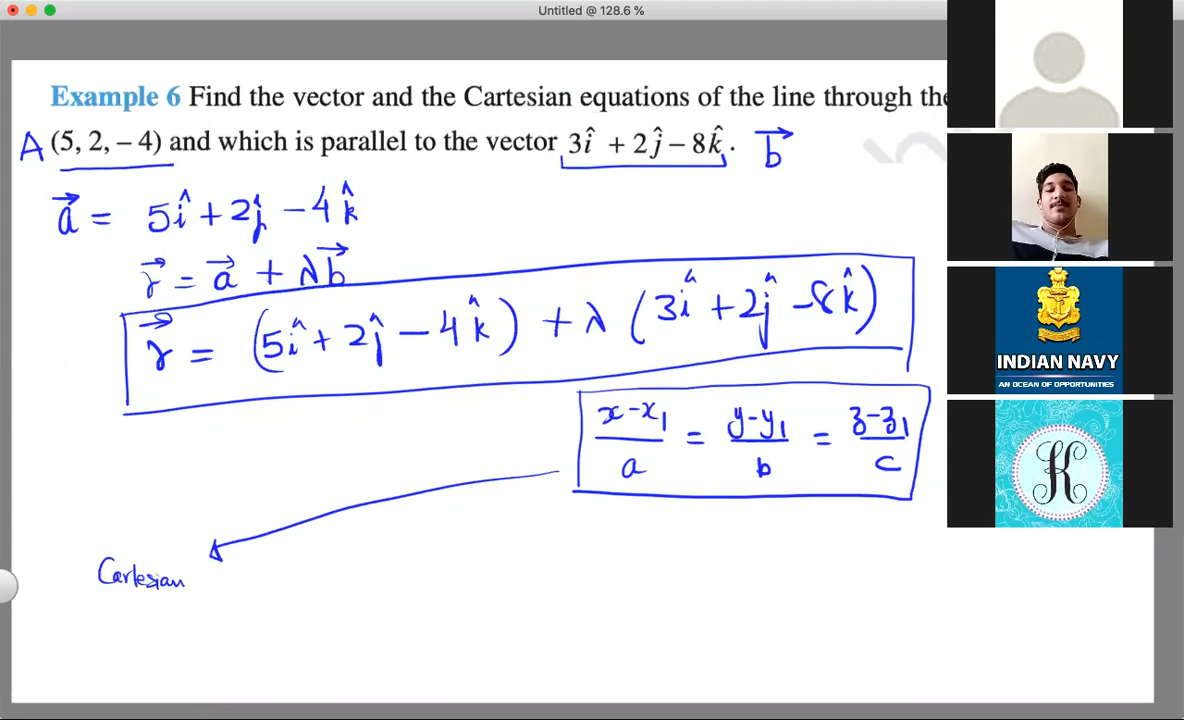 Untitled @ 128.6 %
Example 6 Find the vector and the Cartesian equations of the line through the
A (5, 2, – 4) and which is parallel to the vector 3î + 2ĵ – 8k̂ . b⃗
a⃗ = 5î + 2ĵ – 4k̂
r⃗ = a⃗ + λb⃗
r⃗ = (5î + 2ĵ – 4k̂) + λ (3î + 2ĵ – 8k̂)
x-x₁/a = y-y₁/b = z-z₁/c
Cartesian
INDIAN NAVY
AN OCEAN OF OPPORTUNITIES
K